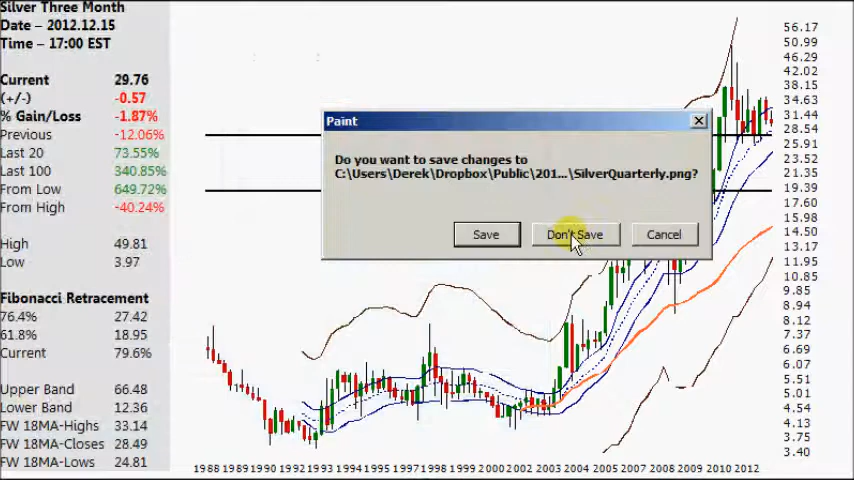 Silver Three Month
Date – 2012.12.15
Time – 17:00 EST
Current 29.76
(+/-) -0.57
% Gain/Loss -1.87%
Previous -12.06%
Last 20 73.55%
Last 100 340.85%
From Low 649.72%
From High -40.24%
High 49.81
Low 3.97
Fibonacci Retracement
76.4% 27.42
61.8% 18.95
Current 79.6%
Upper Band 66.48
Lower Band 12.36
FW 18MA-Highs 33.14
FW 18MA-Closes 28.49
FW 18MA-Lows 24.81
Paint
Do you want to save changes to
C:\Users\Derek\Dropbox\Public\201...\SilverQuarterly.png?
Save Don't Save Cancel
56.17
50.99
46.29
42.02
38.15
34.63
31.44
28.54
25.91
23.52
21.35
19.39
17.60
15.98
14.50
13.17
11.95
10.85
9.85
8.94
8.12
7.37
6.69
6.07
5.51
5.01
4.54
4.13
3.75
3.40
1988 1989 1990 1992 1993 1994 1995 1997 1998 1999 2000 2002 2003 2004 2005 2007 2008 2009 2010 2012